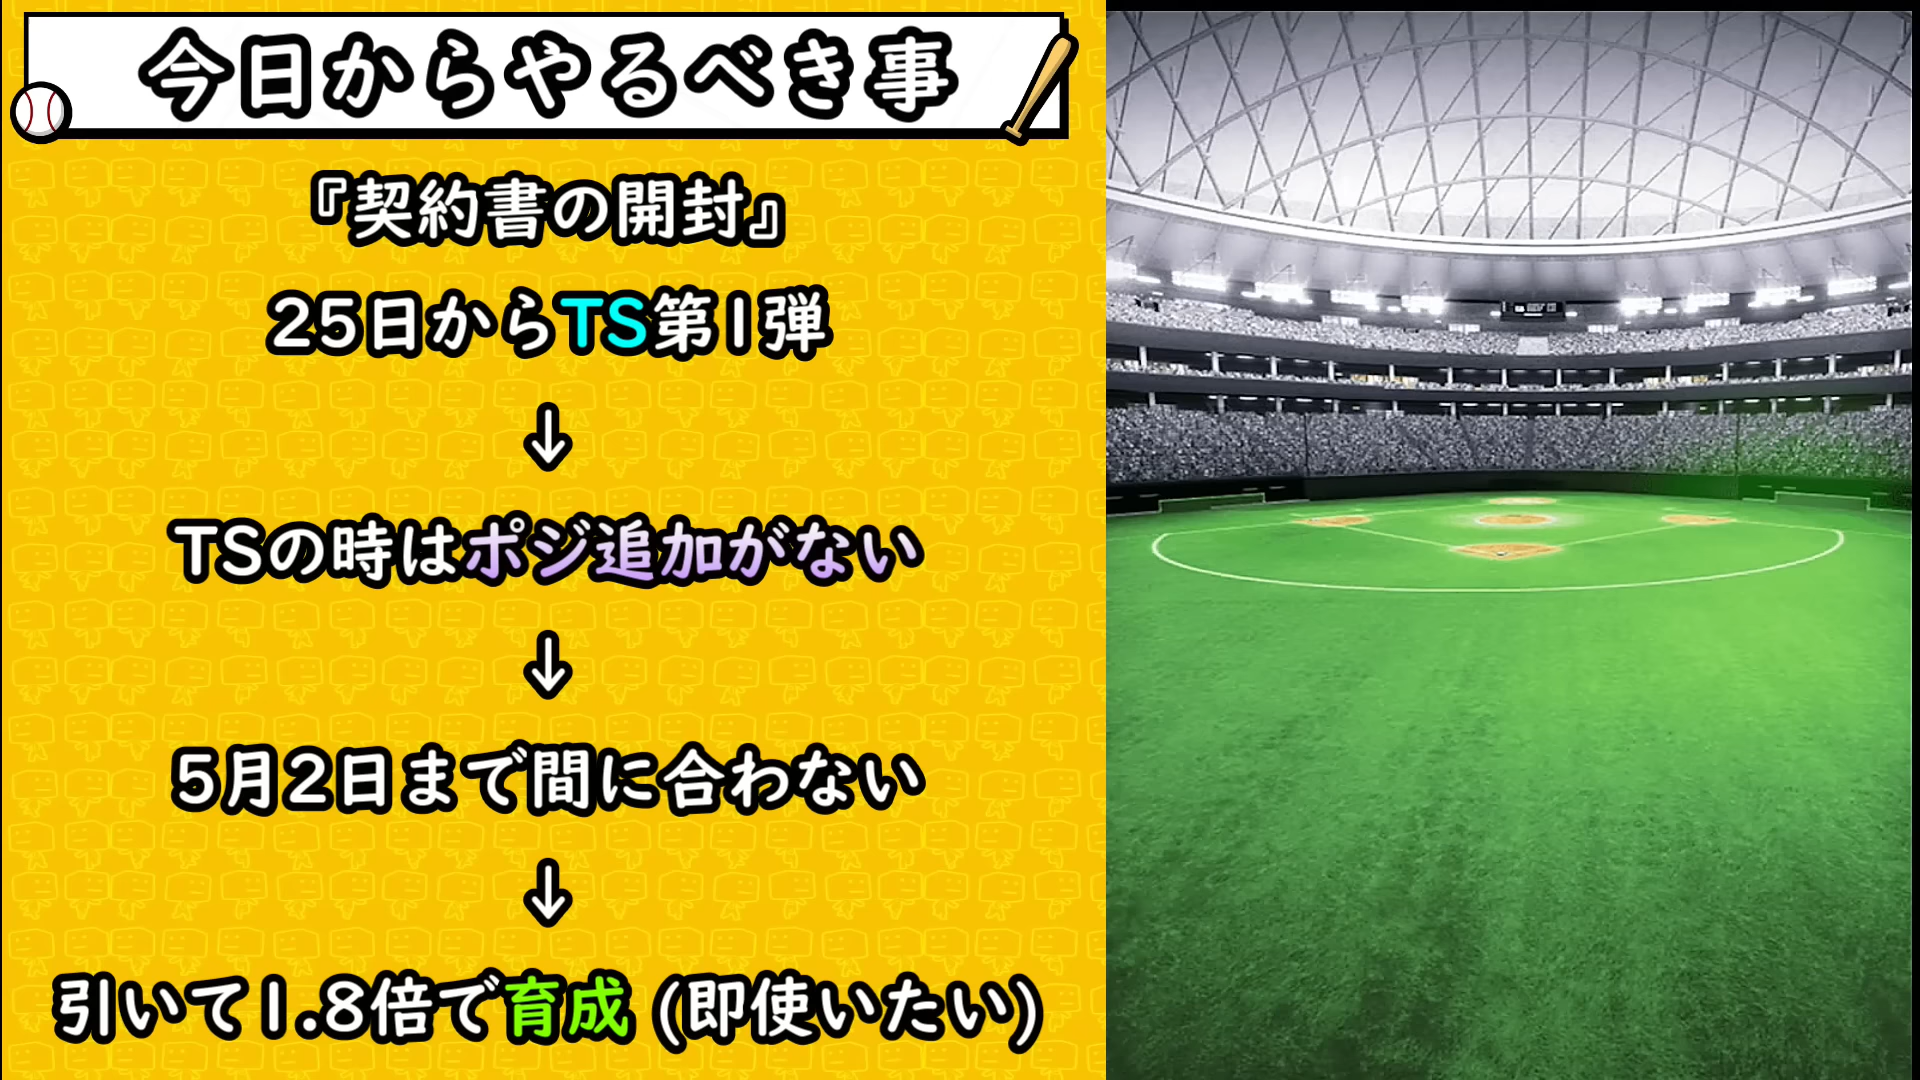 今日からやるべき事
『契約書の開封』
25日からTS第1弾
↓
TSの時はポジ追加がない
↓
5月2日まで間に合わない
↓
引いて1.8倍で育成 (即使いたい)